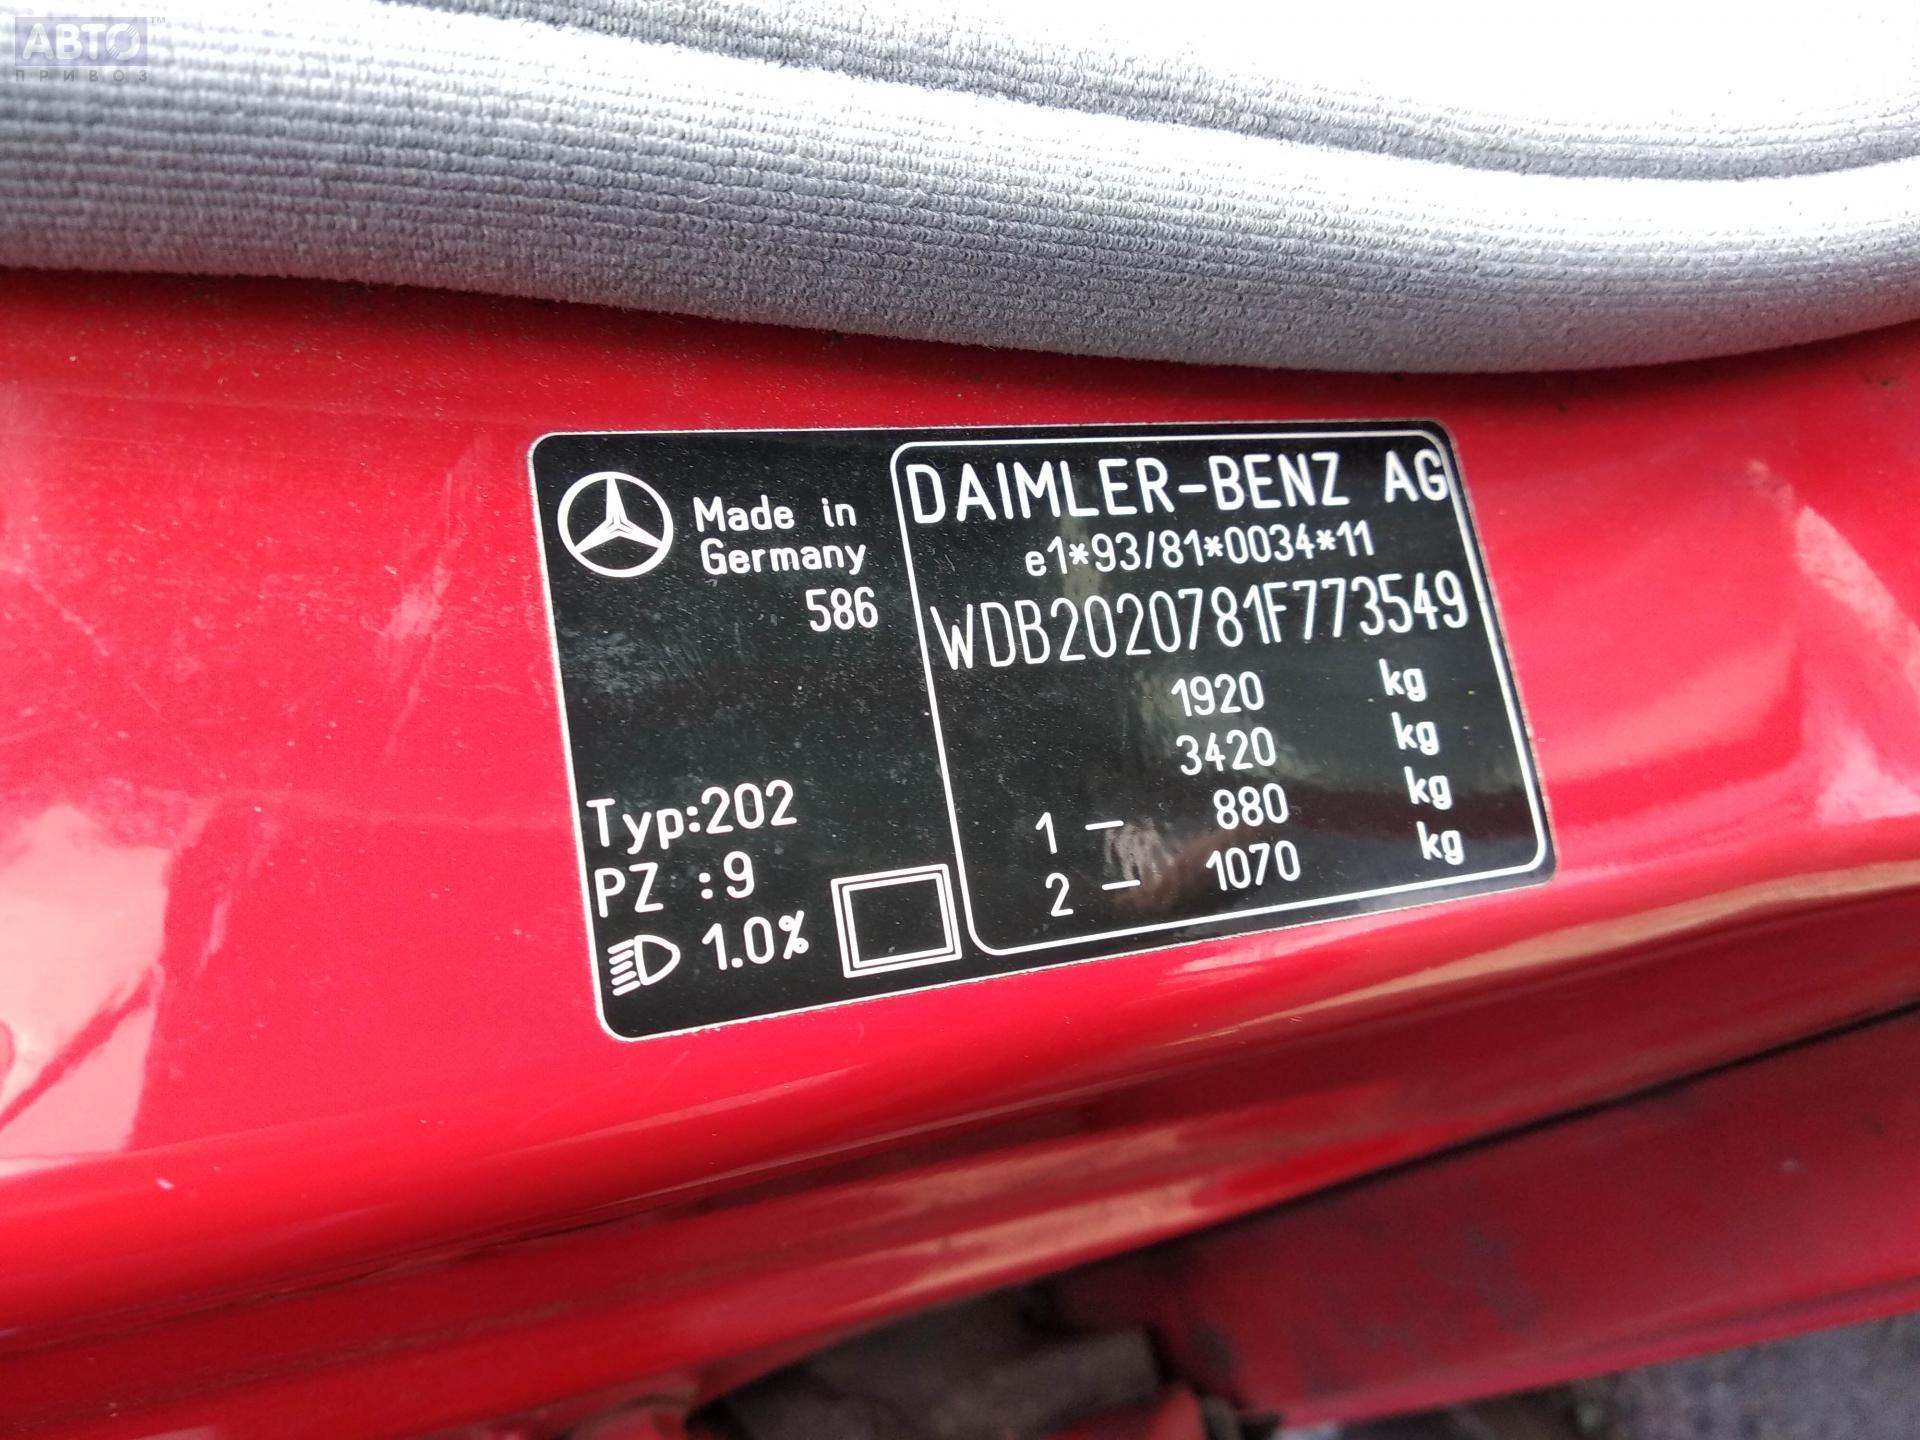 АВТО™
ПРИВОЗ
Made in
Germany
586
Typ:202
PZ :9
1.0%
DAIMLER-BENZ AG
e1*93/81*0034*11
WDB2020781F773549
1920 kg
3420 kg
1 - 880 kg
2 - 1070 kg